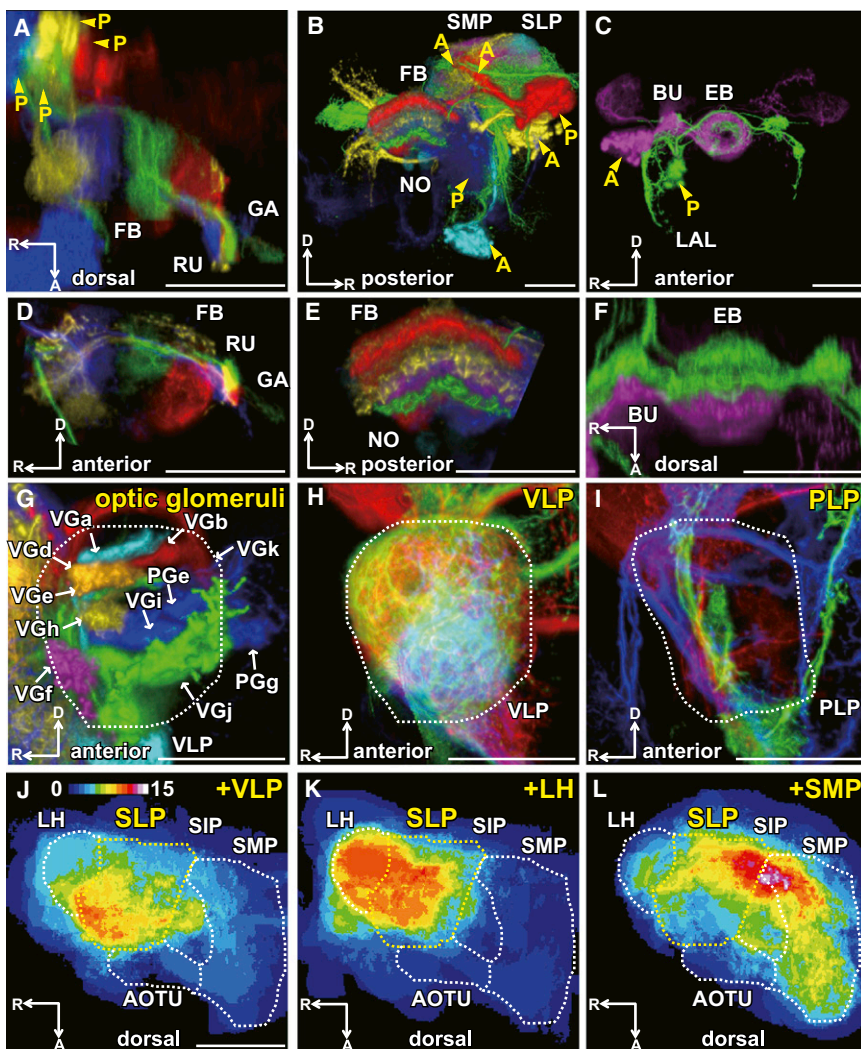 A
P
P
P
P
FB
GA
RU
R
A
dorsal
B
SMP
SLP
A
A
FB
P
A
NO
P
A
D
R
posterior
C
BU
EB
A
P
LAL
D
R
anterior
D
FB
RU
GA
D
R
anterior
E
FB
NO
D
R
posterior
F
EB
BU
R
A
dorsal
G
optic glomeruli
VGa
VGb
VGd
VGk
PGe
VGe
VGi
VGh
VGf
VGj
PGg
D
R
anterior
VLP
H
VLP
D
R
anterior
VLP
I
PLP
D
R
anterior
PLP
J
0
15
+VLP
LH
SLP
SIP
SMP
AOTU
R
A
dorsal
K
+LH
LH
SLP
SIP
SMP
AOTU
R
A
dorsal
L
+SMP
LH
SLP
SIP
SMP
AOTU
R
A
dorsal